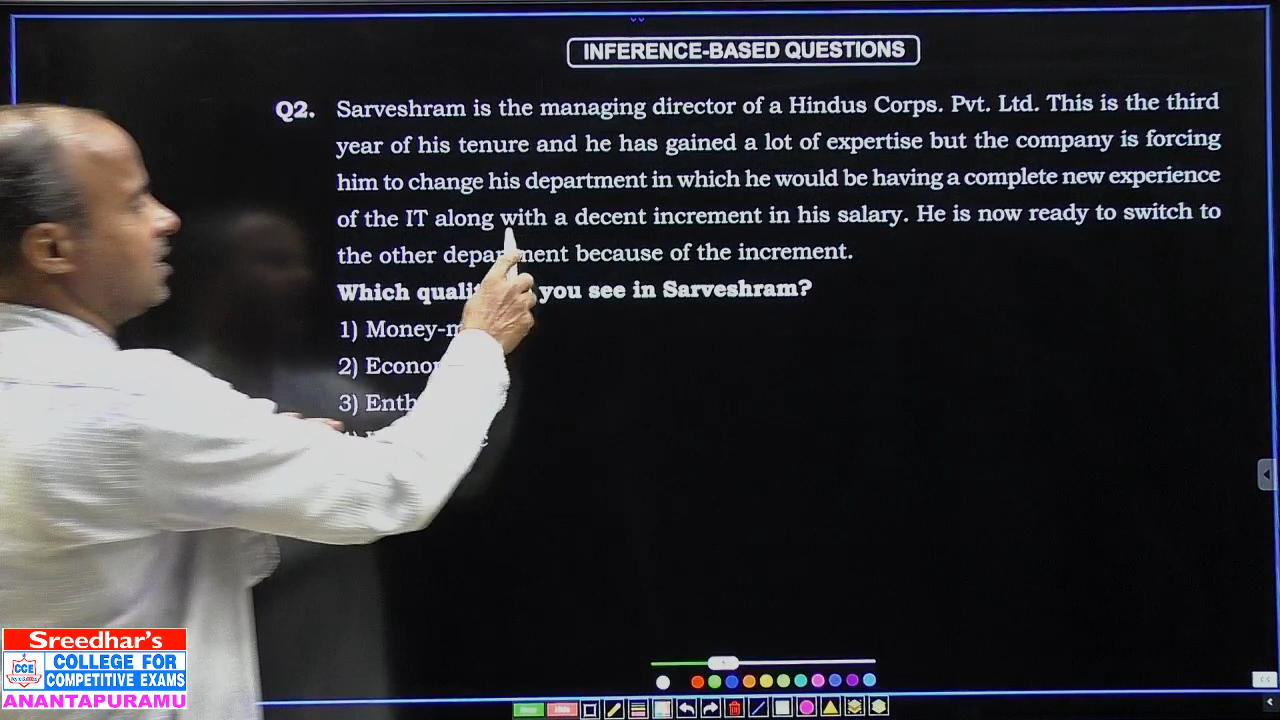 INFERENCE-BASED QUESTIONS
Q2. Sarveshram is the managing director of a Hindus Corps. Pvt. Ltd. This is the third
year of his tenure and he has gained a lot of expertise but the company is forcing
him to change his department in which he would be having a complete new experience
of the IT along with a decent increment in his salary. He is now ready to switch to
the other department because of the increment.
Which you see in Sarveshram?
1)
2)
3)
Sreedhar's
CCE
COLLEGE FOR
COMPETITIVE EXAMS
ANANTAPURAMU